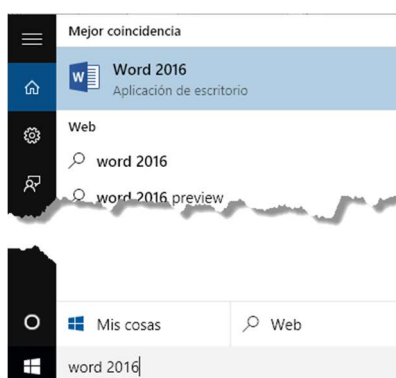 Mejor coincidencia
Word 2016
Aplicación de escritorio
Web
word 2016
word 2016 preview
Mis cosas
Web
word 2016